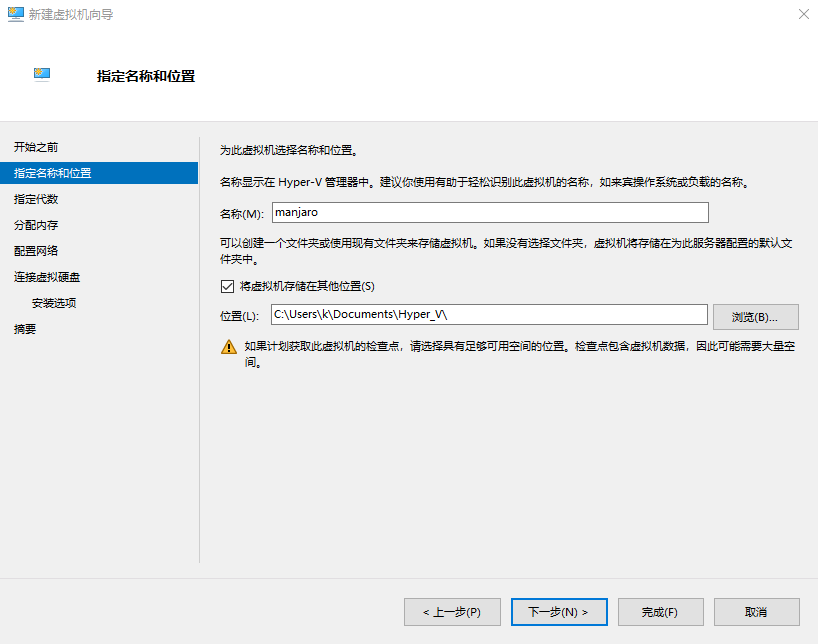 新建虚拟机向导
指定名称和位置
开始之前
指定名称和位置
指定代数
分配内存
配置网络
连接虚拟硬盘
安装选项
摘要
为此虚拟机选择名称和位置。
名称显示在 Hyper-V 管理器中。建议你使用有助于轻松识别此虚拟机的名称，如来宾操作系统或负载的名称。
名称(M): manjaro
可以创建一个文件夹或使用现有文件夹来存储虚拟机。如果没有选择文件夹，虚拟机将存储在为此服务器配置的默认文
件夹中。
将虚拟机存储在其他位置(S)
位置(L): C:\Users\k\Documents\Hyper_V\ 浏览(B)...
如果计划获取此虚拟机的检查点，请选择具有足够可用空间的位置。检查点包含虚拟机数据，因此可能需要大量空
间。
< 上一步(P) 下一步(N) > 完成(F) 取消